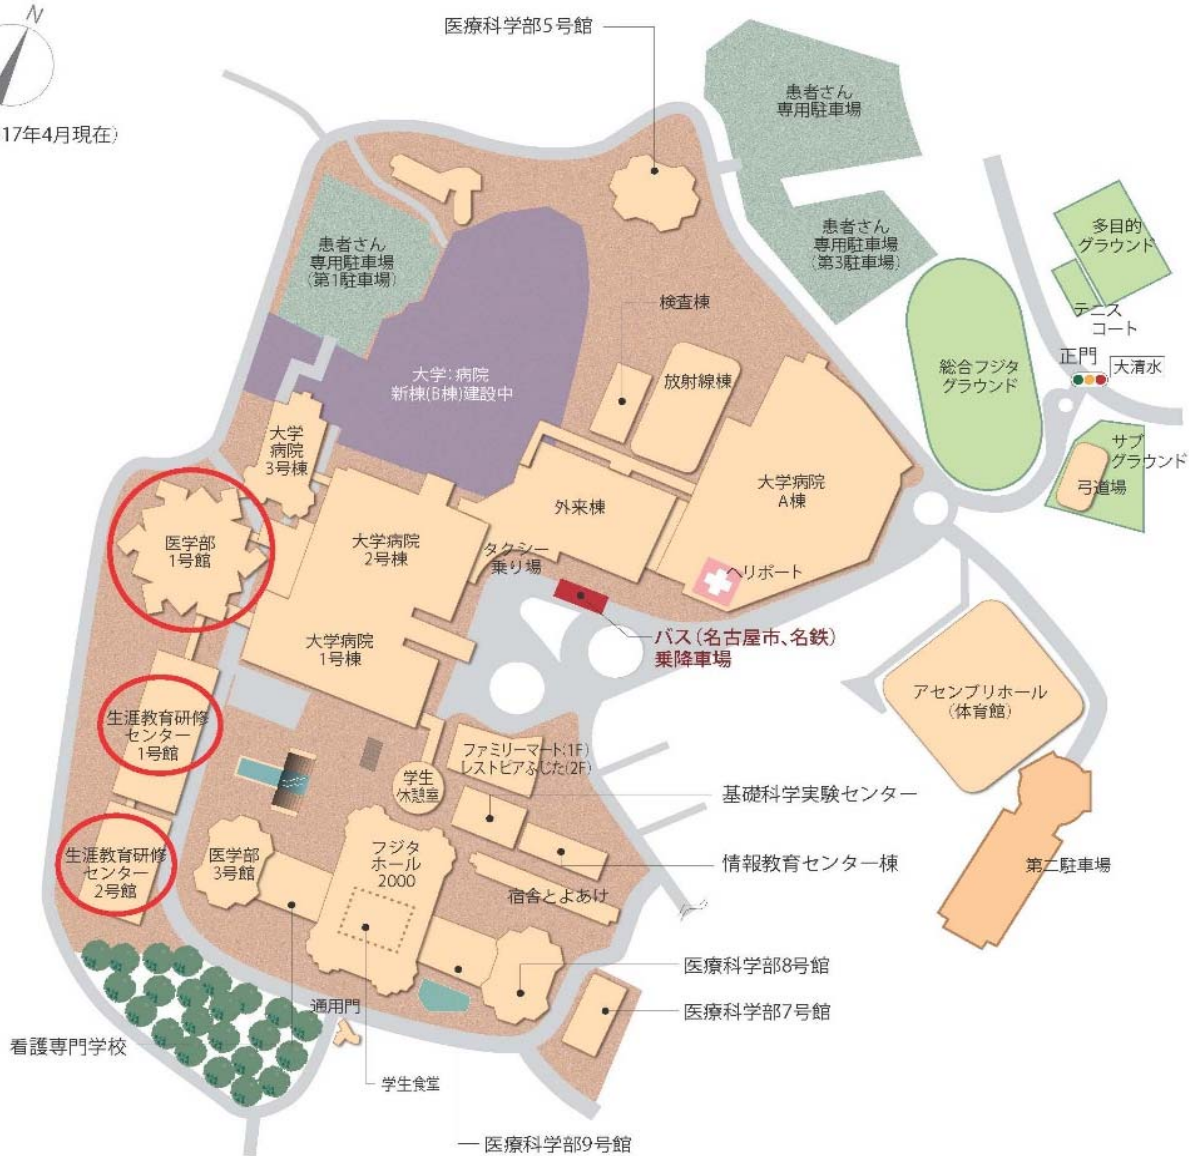 N
17年4月現在）
医療科学部5号館
患者さん
専用駐車場
患者さん
専用駐車場
（第3駐車場）
多目的
グラウンド
テニス
コート
患者さん
専用駐車場
（第1駐車場）
検査棟
放射線棟
総合フジタ
グラウンド
正門
大清水
大学:病院
新棟(B棟)建設中
サブ
グラウンド
弓道場
大学
病院
3号棟
大学病院
A棟
外来棟
医学部
1号館
大学病院
2号棟
タクシー
乗り場
ヘリポート
バス（名古屋市、名鉄）
乗降車場
大学病院
1号棟
アセンブリホール
（体育館）
生涯教育研修
センター
1号館
ファミリーマート(1F)
レストピアふじた(2F)
学生
休憩室
基礎科学実験センター
生涯教育研修
センター
2号館
医学部
3号館
フジタ
ホール
2000
情報教育センター棟
第二駐車場
宿舎とよあけ
医療科学部8号館
医療科学部7号館
通用門
看護専門学校
学生食堂
医療科学部9号館